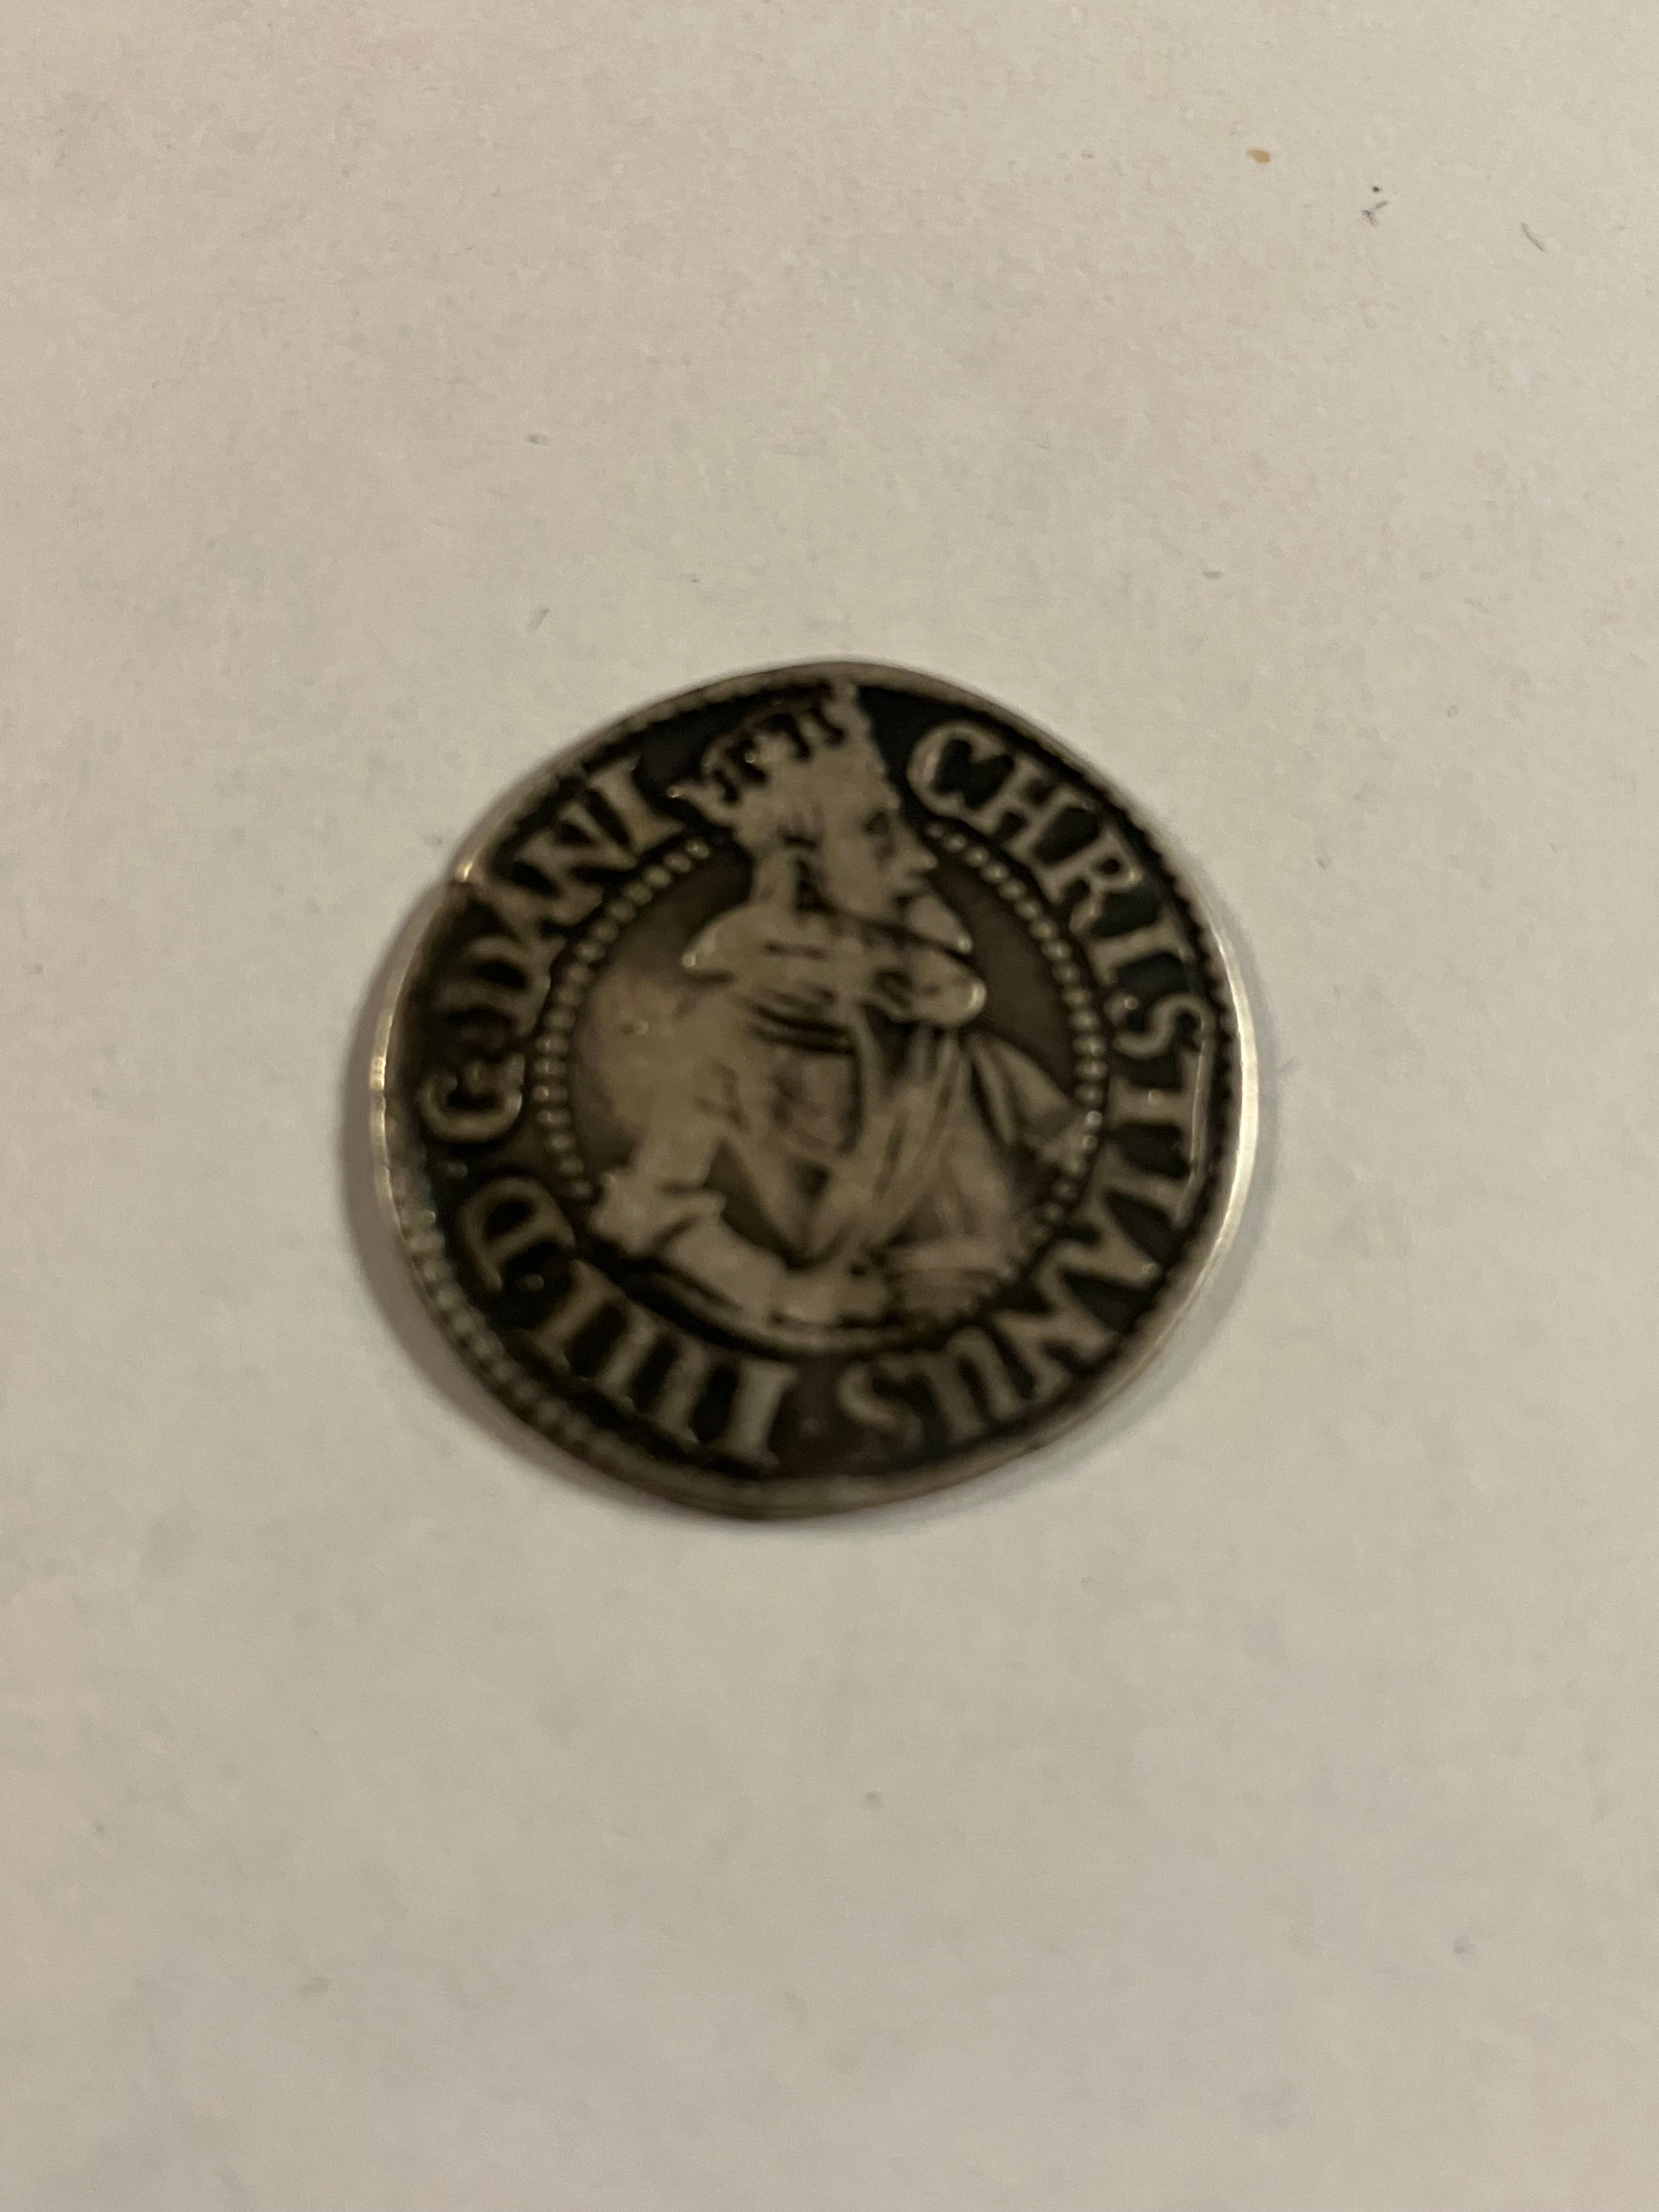 CHRISTIANUS IIII D G DANI